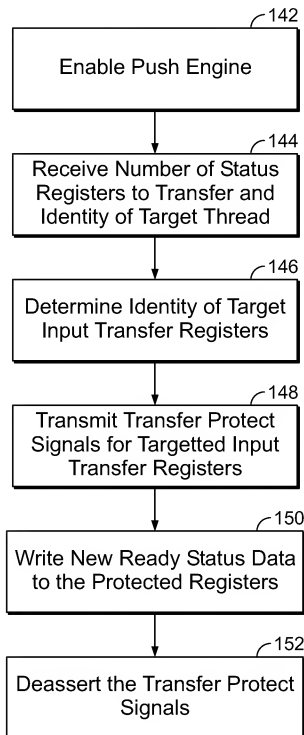 142
Enable Push Engine
144
Receive Number of Status
Registers to Transfer and
Identity of Target Thread
146
Determine Identity of Target
Input Transfer Registers
148
Transmit Transfer Protect
Signals for Targetted Input
Transfer Registers
150
Write New Ready Status Data
to the Protected Registers
152
Deassert the Transfer Protect
Signals